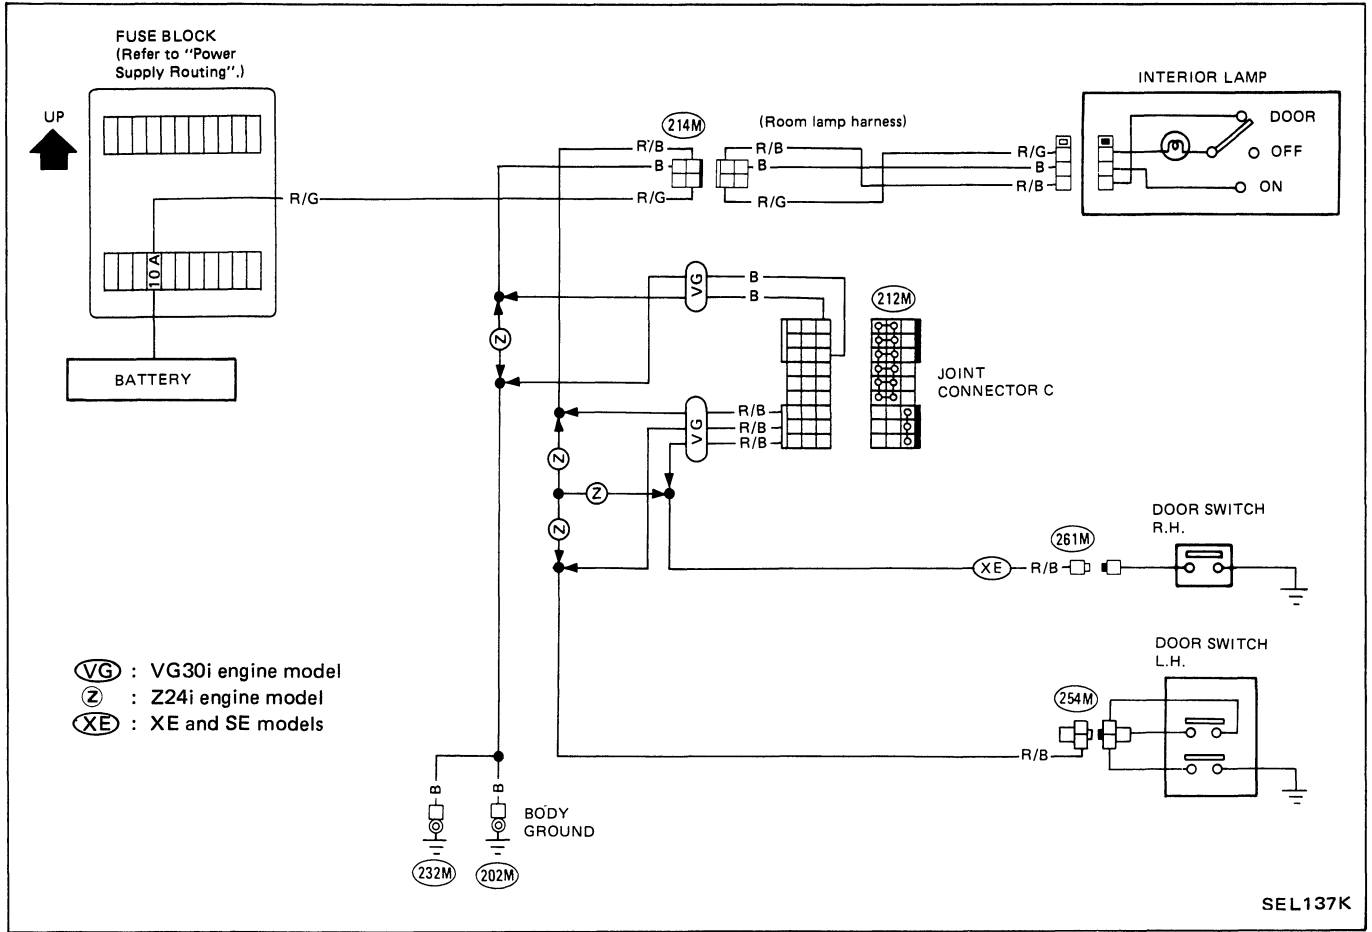 FUSE BLOCK
(Refer to "Power
Supply Routing".)
UP
10 A
BATTERY
R/G
214M
R/B
B
R/G
(Room lamp harness)
R/B
B
R/G
R/G
B
R/B
INTERIOR LAMP
DOOR
OFF
ON
VG
B
B
212M
JOINT
CONNECTOR C
Z
VG
R/B
R/B
R/B
Z
Z
Z
DOOR SWITCH
R.H.
261M
XE
R/B
DOOR SWITCH
L.H.
254M
R/B
VG : VG30i engine model
Z : Z24i engine model
XE : XE and SE models
B
B
BODY
GROUND
232M
202M
SEL137K